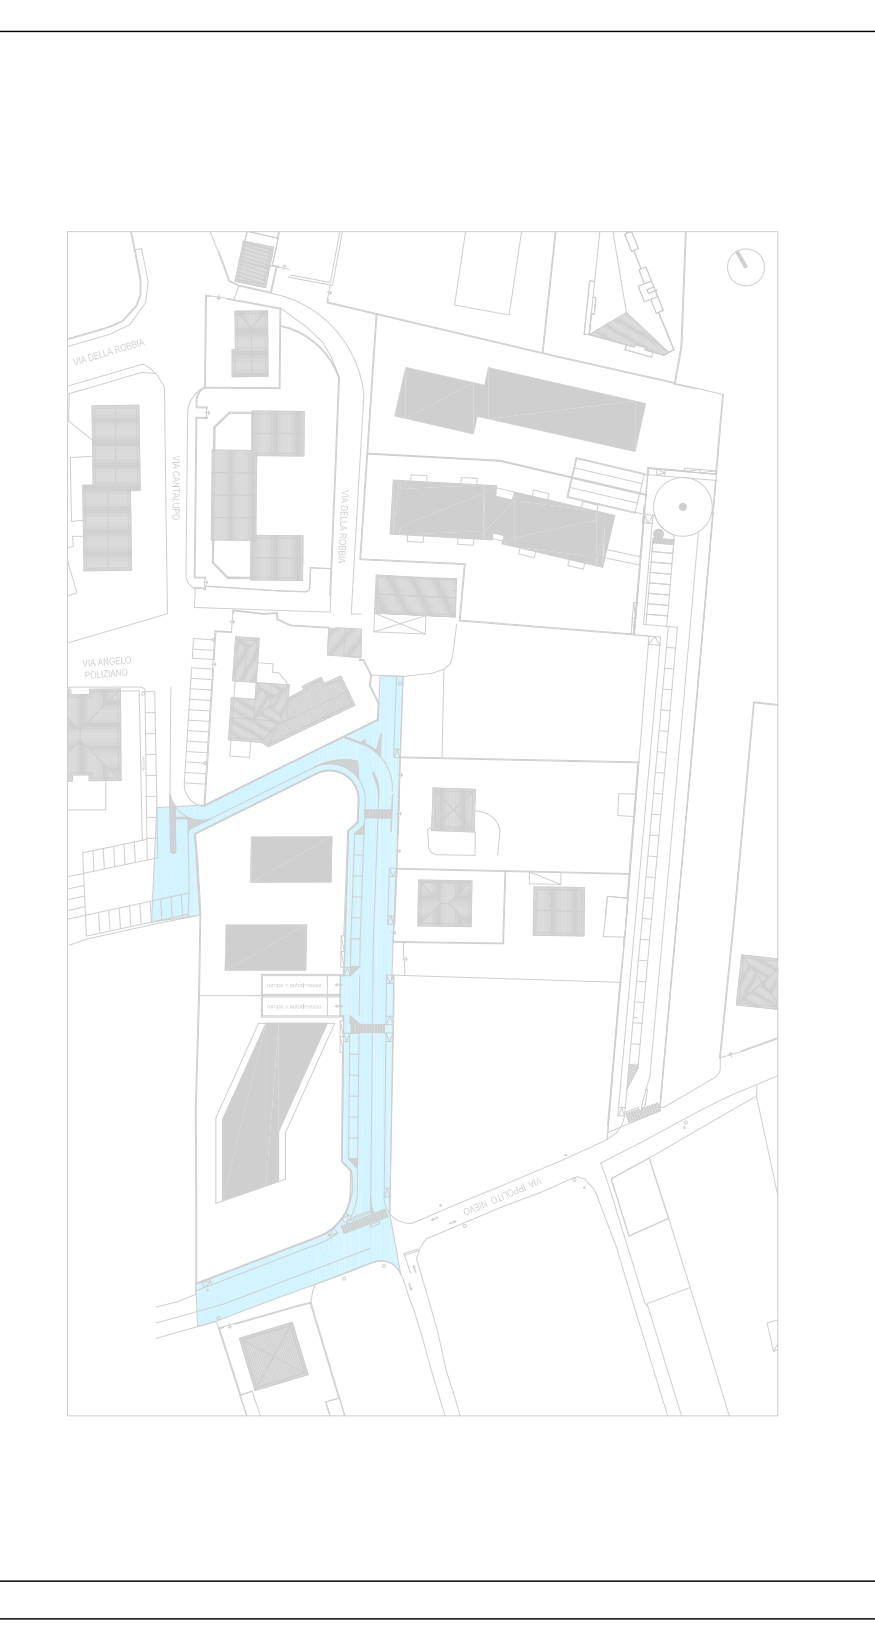 VIA DELLA ROBBIA
VIA CANTALUPO
VIA DELLA ROBBIA
VIA ANGELO
POLIZIANO
rampa x autorimessa
rampa x autorimessa
VIA IPPOLITO NIEVO